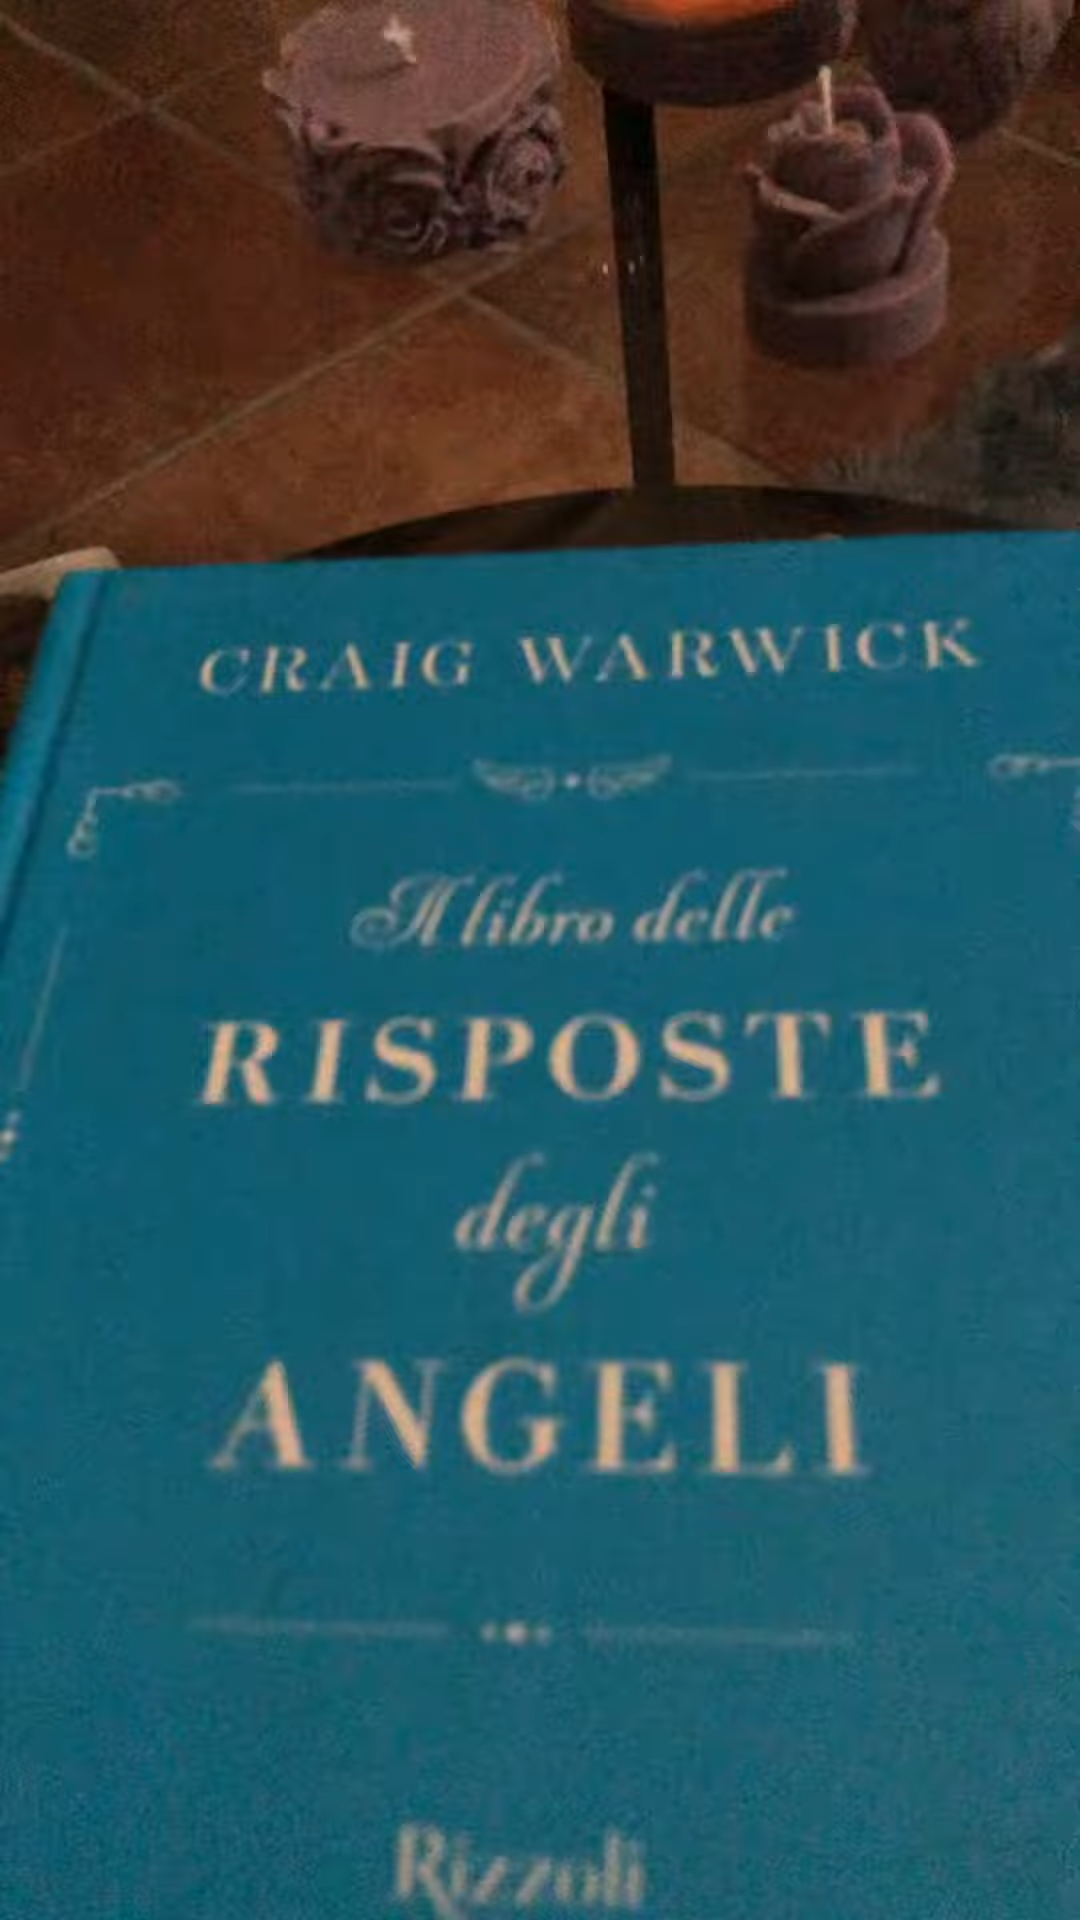 CRAIG WARWICK
Il libro delle
RISPOSTE
degli
ANGELI
Rizzoli